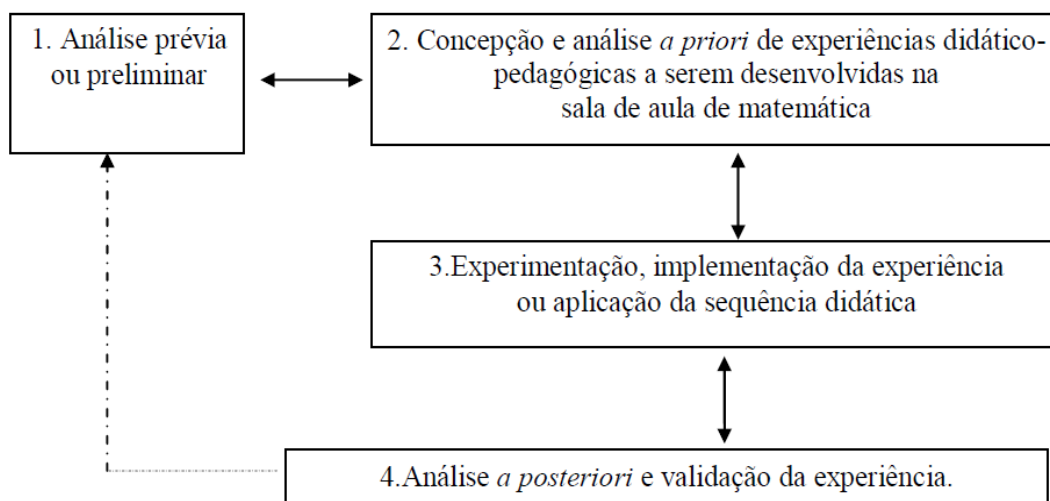 1. Análise prévia
ou preliminar
2. Concepção e análise a priori de experiências didático-
pedagógicas a serem desenvolvidas na
sala de aula de matemática
3.Experimentação, implementação da experiência
ou aplicação da sequência didática
4.Análise a posteriori e validação da experiência.